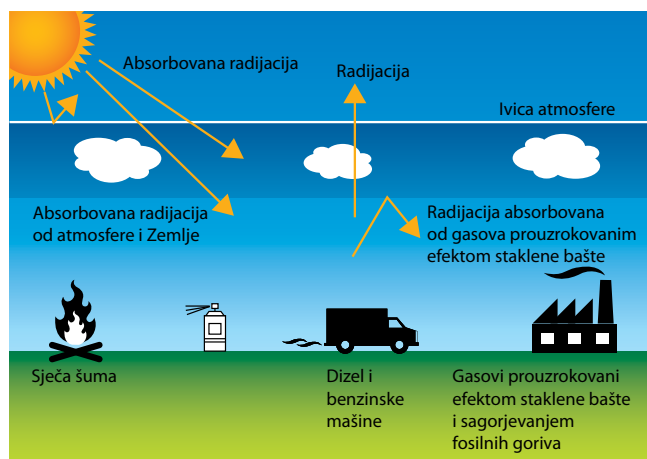 Absorbovana radijacija
Radijacija
Ivica atmosfere
Absorbovana radijacija
od atmosfere i Zemlje
Radijacija absorbovana
od gasova prouzrokovanim
efektom staklene bašte
Sječa šuma
Dizel i
benzinske
mašine
Gasovi prouzrokovani
efektom staklene bašte
i sagorjevanjem
fosilnih goriva